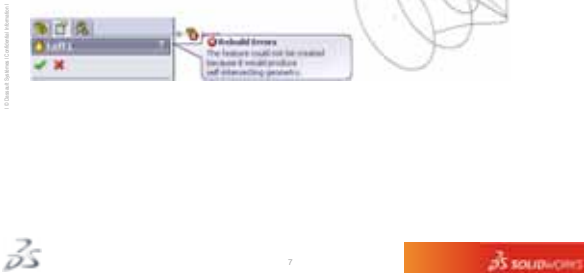 Loft1
Rebuild Errors
The feature could not be created
because it would produce
self-intersecting geometry.
7
SOLIDWORKS